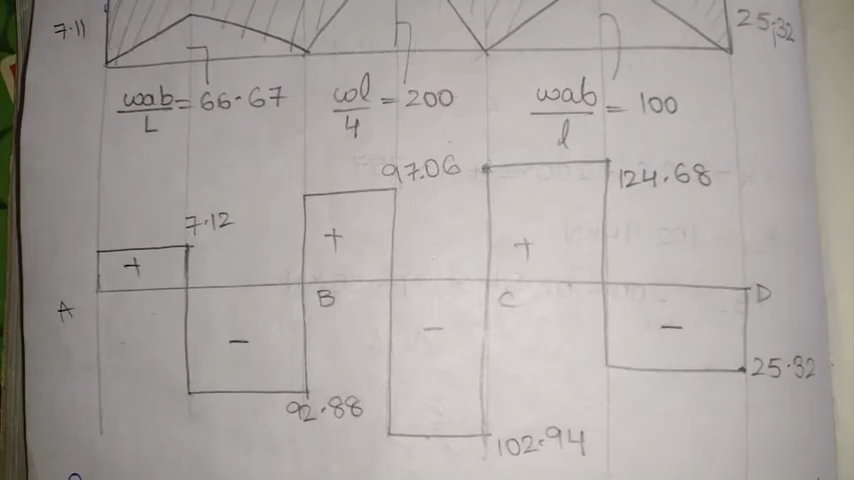 7.11
25.32
wab/L = 66.67
wl/4 = 200
wab/l = 100
97.06
124.68
7.12
+
+
+
A
B
C
D
-
-
-
25.32
92.88
102.94